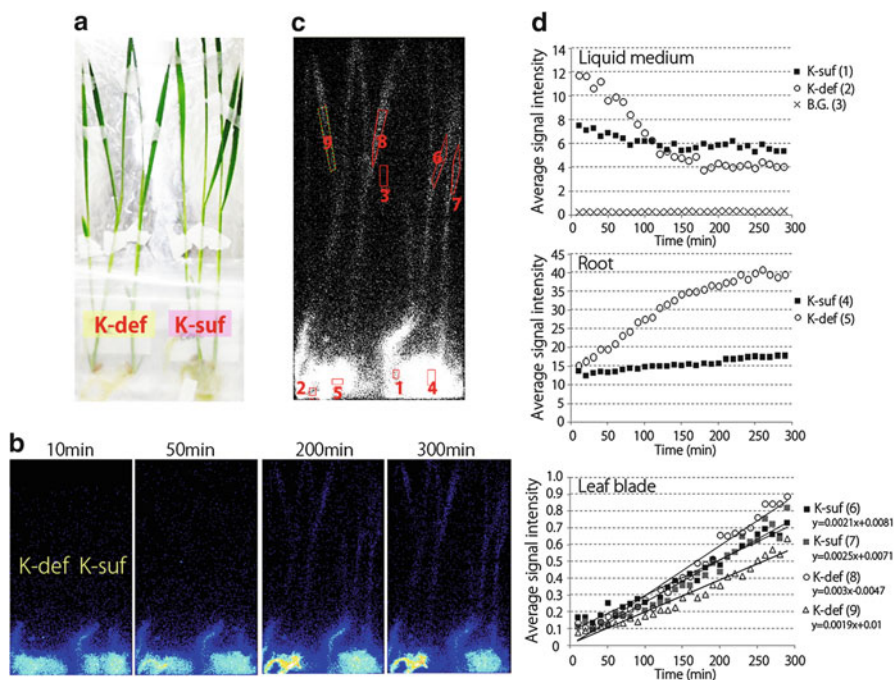 a
K-def
K-suf
b
10min
50min
200min
300min
K-def K-suf
c
9
8
3
6
7
2
5
1
4
d
Liquid medium
Average signal intensity
14
12
10
8
6
4
2
0
0 50 100 150 200 250 300
Time (min)
K-suf (1)
K-def (2)
B.G. (3)
Root
Average signal intensity
45
40
35
30
25
20
15
10
5
0
0 50 100 150 200 250 300
Time (min)
K-suf (4)
K-def (5)
Leaf blade
Average signal intensity
1.0
0.9
0.8
0.7
0.6
0.5
0.4
0.3
0.2
0.1
0 50 100 150 200 250 300
Time (min)
K-suf (6)
y=0.0021x+0.0081
K-suf (7)
y=0.0025x+0.0071
K-def (8)
y=0.003x-0.0047
K-def (9)
y=0.0019x+0.01